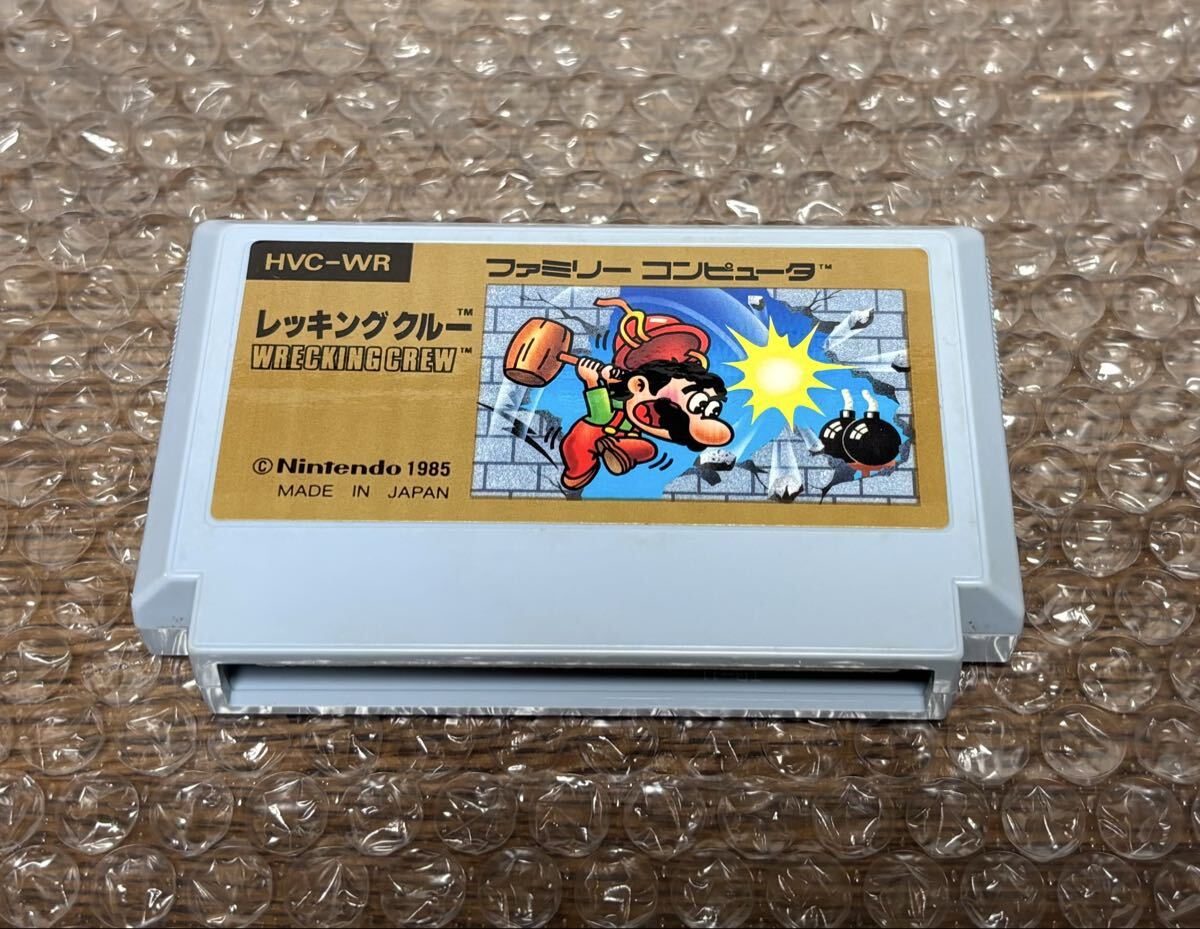 HVC-WR
ファミリー コンピュータ™
レッキングクルー™
WRECKING CREW™
©Nintendo 1985
MADE IN JAPAN